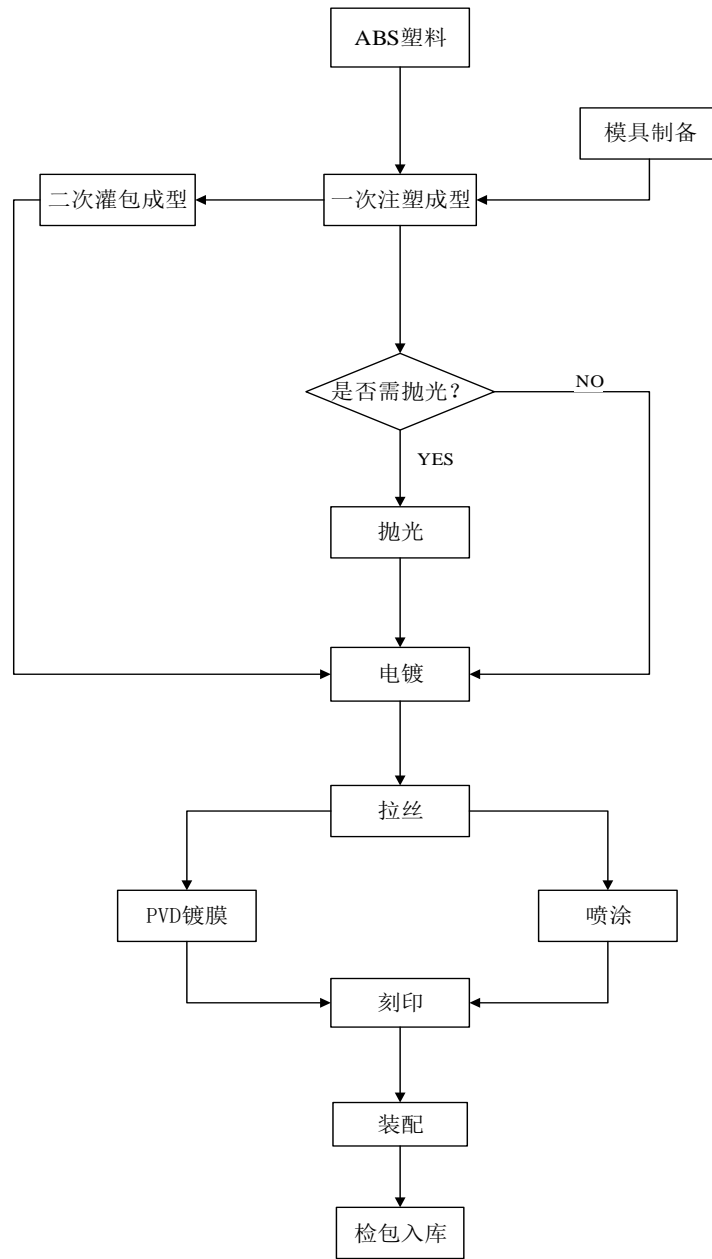 ABS塑料
模具制备
二次灌包成型
一次注塑成型
是否需抛光？
NO
YES
抛光
电镀
拉丝
PVD镀膜
喷涂
刻印
装配
检包入库